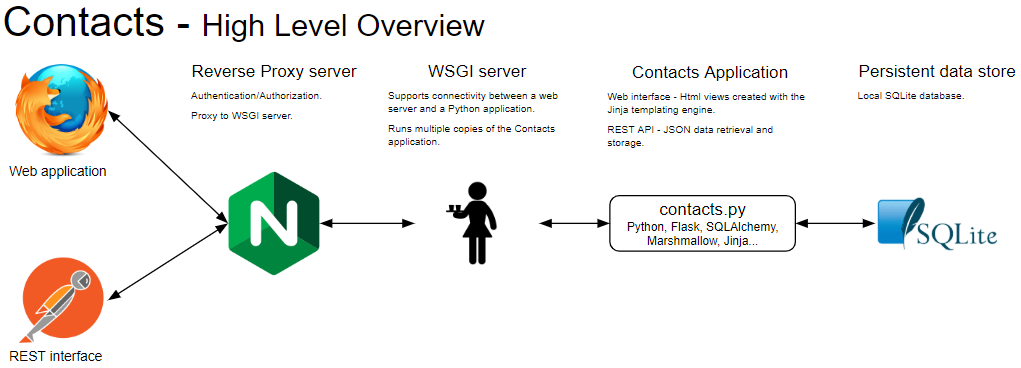 Contacts - High Level Overview
Reverse Proxy server
Authentication/Authorization.
Proxy to WSGI server.
WSGI server
Supports connectivity between a web
server and a Python application.
Runs multiple copies of the Contacts
application.
Contacts Application
Web interface - Html views created with the
Jinja templating engine.
REST API - JSON data retrieval and
storage.
Persistent data store
Local SQLite database.
Web application
N
contacts.py
Python, Flask, SQLAlchemy,
Marshmallow, Jinja...
SQLite
REST interface